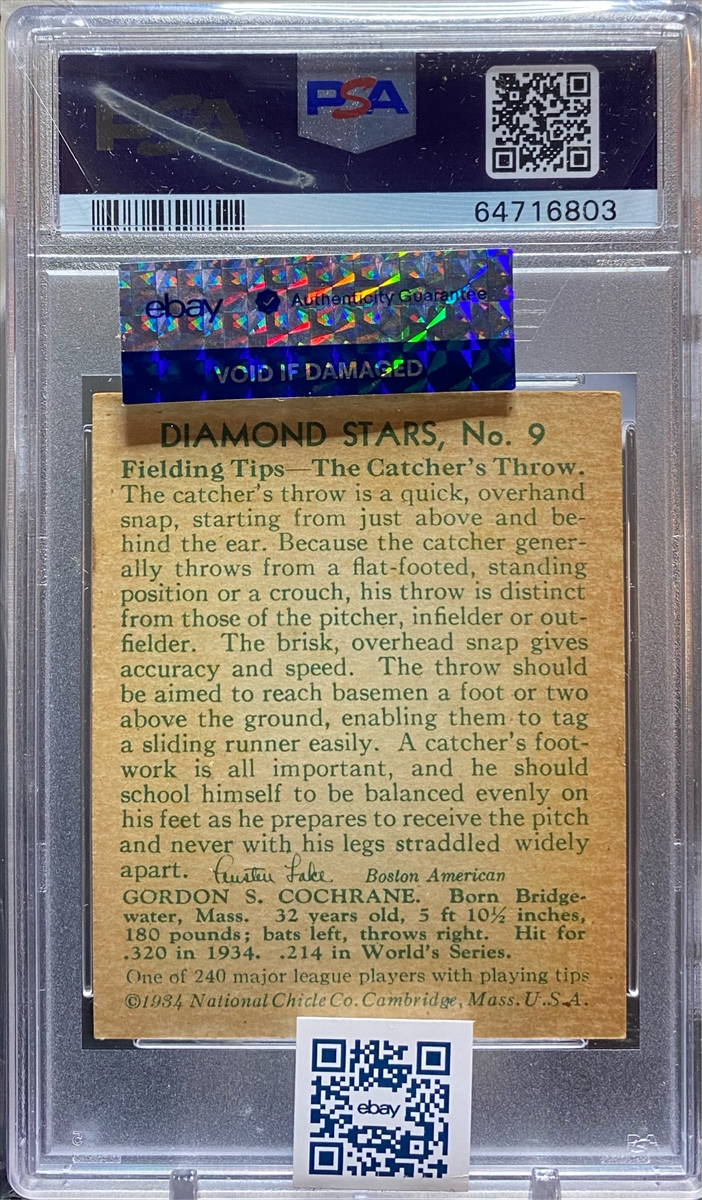 PSA
PSA
64716803
ebay Authenticity Guarantee
VOID IF DAMAGED
DIAMOND STARS, No. 9
Fielding Tips—The Catcher's Throw.
The catcher's throw is a quick, overhand
snap, starting from just above and be-
hind the ear. Because the catcher gener-
ally throws from a flat-footed, standing
position or a crouch, his throw is distinct
from those of the pitcher, infielder or out-
fielder. The brisk, overhead snap gives
accuracy and speed. The throw should
be aimed to reach basemen a foot or two
above the ground, enabling them to tag
a sliding runner easily. A catcher's foot-
work is all important, and he should
school himself to be balanced evenly on
his feet as he prepares to receive the pitch
and never with his legs straddled widely
apart. Austen Lake Boston American
GORDON S. COCHRANE. Born Bridge-
water, Mass. 32 years old, 5 ft 10½ inches,
180 pounds; bats left, throws right. Hit for
.320 in 1934. .214 in World's Series.
One of 240 major league players with playing tips
©1934 National Chicle Co. Cambridge, Mass. U.S.A.
ebay
PSA